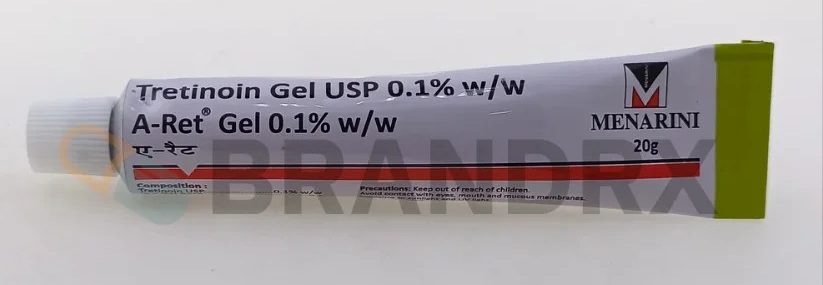 Tretinoin Gel USP 0.1% w/w
A-Ret® Gel 0.1% w/w
ए-रैट
MENARINI
20g
BRANDRX
Composition :
Tretinoin USP 0.1% w/w
Precautions: Keep out of reach of children.
Avoid contact with eyes, mouth and mucous membranes.